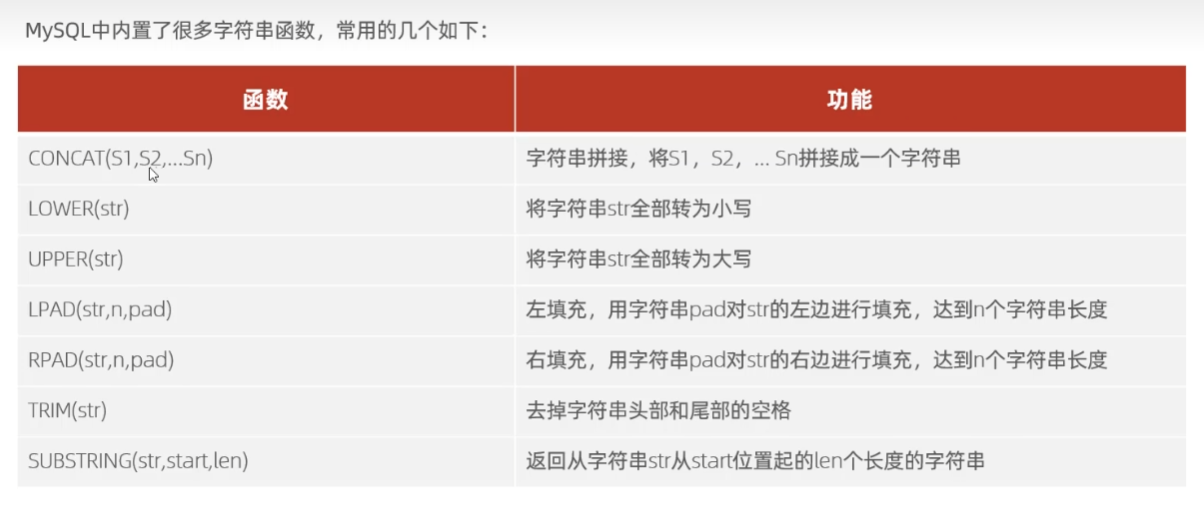 MySQL中内置了很多字符串函数，常用的几个如下：
函数 功能
CONCAT(S1,S2,...Sn) 字符串拼接，将S1，S2，... Sn拼接成一个字符串
LOWER(str) 将字符串str全部转为小写
UPPER(str) 将字符串str全部转为大写
LPAD(str,n,pad) 左填充，用字符串pad对str的左边进行填充，达到n个字符串长度
RPAD(str,n,pad) 右填充，用字符串pad对str的右边进行填充，达到n个字符串长度
TRIM(str) 去掉字符串头部和尾部的空格
SUBSTRING(str,start,len) 返回从字符串str从start位置起的len个长度的字符串